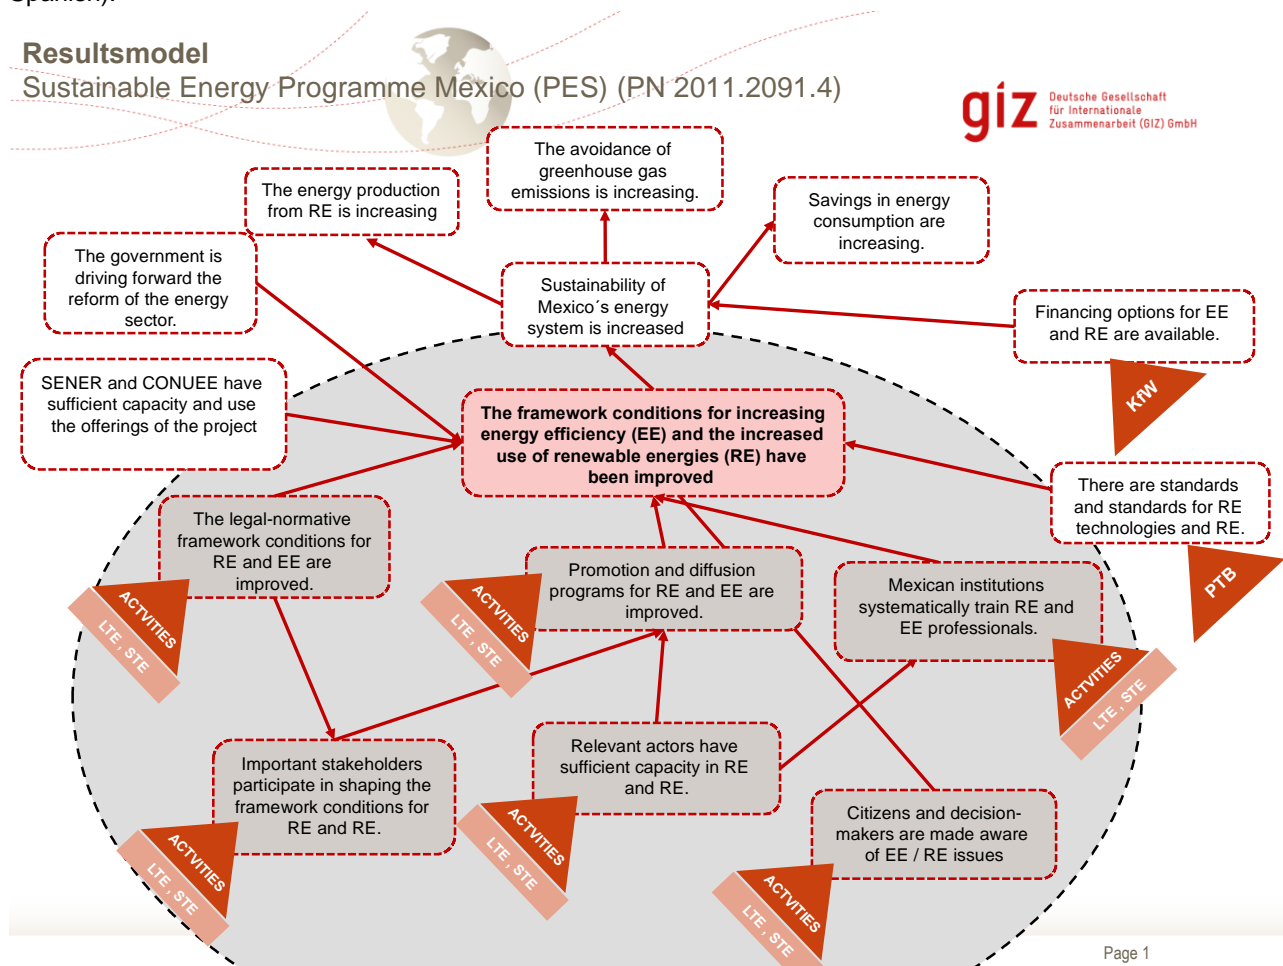 Spanish).
Resultsmodel
Sustainable Energy Programme Mexico (PES) (PN 2011.2091.4)
giz
Deutsche Gesellschaft
für Internationale
Zusammenarbeit (GIZ) GmbH
The avoidance of
greenhouse gas
emissions is increasing.
The energy production
from RE is increasing
Savings in energy
consumption are
increasing.
The government is
driving forward the
reform of the energy
sector.
Sustainability of
Mexico´s energy
system is increased
Financing options for EE
and RE are available.
KfW
SENER and CONUEE have
sufficient capacity and use
the offerings of the project
The framework conditions for increasing
energy efficiency (EE) and the increased
use of renewable energies (RE) have
been improved
There are standards
and standards for RE
technologies and RE.
PTB
The legal-normative
framework conditions for
RE and EE are
improved.
ACTVITIES
LTE , STE
Promotion and diffusion
programs for RE and EE are
improved.
ACTVITIES
LTE , STE
Mexican institutions
systematically train RE and
EE professionals.
ACTVITIES
LTE , STE
Important stakeholders
participate in shaping the
framework conditions for
RE and RE.
ACTVITIES
LTE , STE
Relevant actors have
sufficient capacity in RE
and RE.
ACTVITIES
LTE , STE
Citizens and decision-
makers are made aware
of EE / RE issues
ACTVITIES
LTE , STE
Page 1